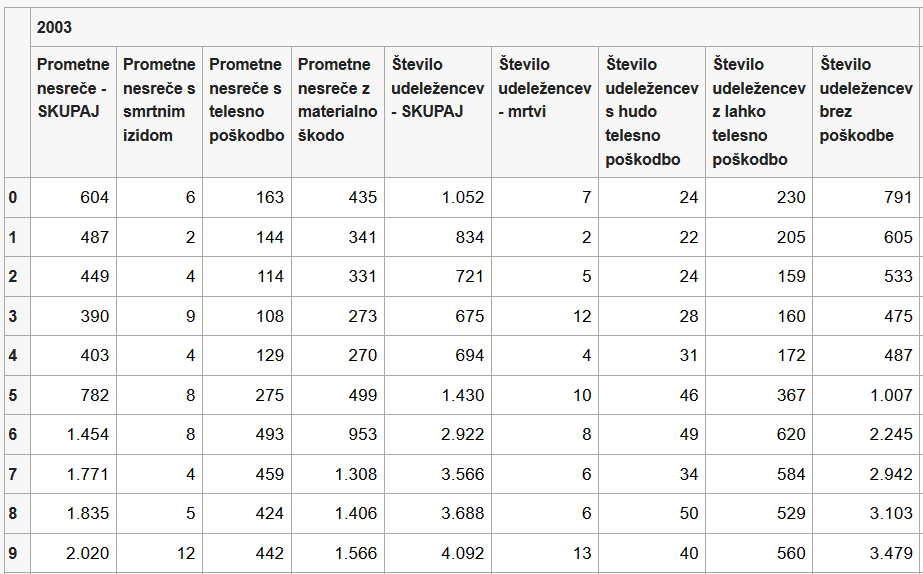 2003
Prometne nesreče - SKUPAJ	Prometne nesreče s smrtnim izidom	Prometne nesreče s telesno poškodbo	Prometne nesreče z materialno škodo	Število udeležencev - SKUPAJ	Število udeležencev - mrtvi	Število udeležencev s hudo telesno poškodbo	Število udeležencev z lahko telesno poškodbo	Število udeležencev brez poškodbe
0	604	6	163	435	1.052	7	24	230	791
1	487	2	144	341	834	2	22	205	605
2	449	4	114	331	721	5	24	159	533
3	390	9	108	273	675	12	28	160	475
4	403	4	129	270	694	4	31	172	487
5	782	8	275	499	1.430	10	46	367	1.007
6	1.454	8	493	953	2.922	8	49	620	2.245
7	1.771	4	459	1.308	3.566	6	34	584	2.942
8	1.835	5	424	1.406	3.688	6	50	529	3.103
9	2.020	12	442	1.566	4.092	13	40	560	3.479